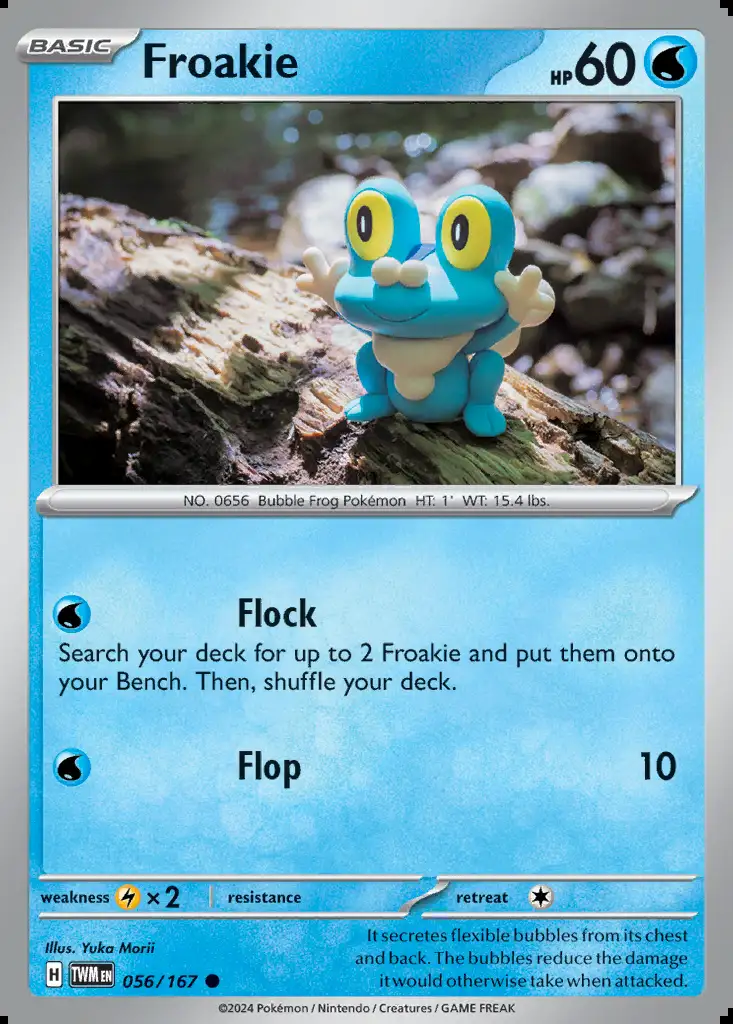 BASIC
Froakie
HP 60
NO. 0656 Bubble Frog Pokémon HT: 1' WT: 15.4 lbs.
Flock
Search your deck for up to 2 Froakie and put them onto
your Bench. Then, shuffle your deck.
Flop 10
weakness ×2 resistance retreat
Illus. Yuka Morii
It secretes flexible bubbles from its chest
and back. The bubbles reduce the damage
it would otherwise take when attacked.
H TWM EN 056/167
©2024 Pokémon / Nintendo / Creatures / GAME FREAK